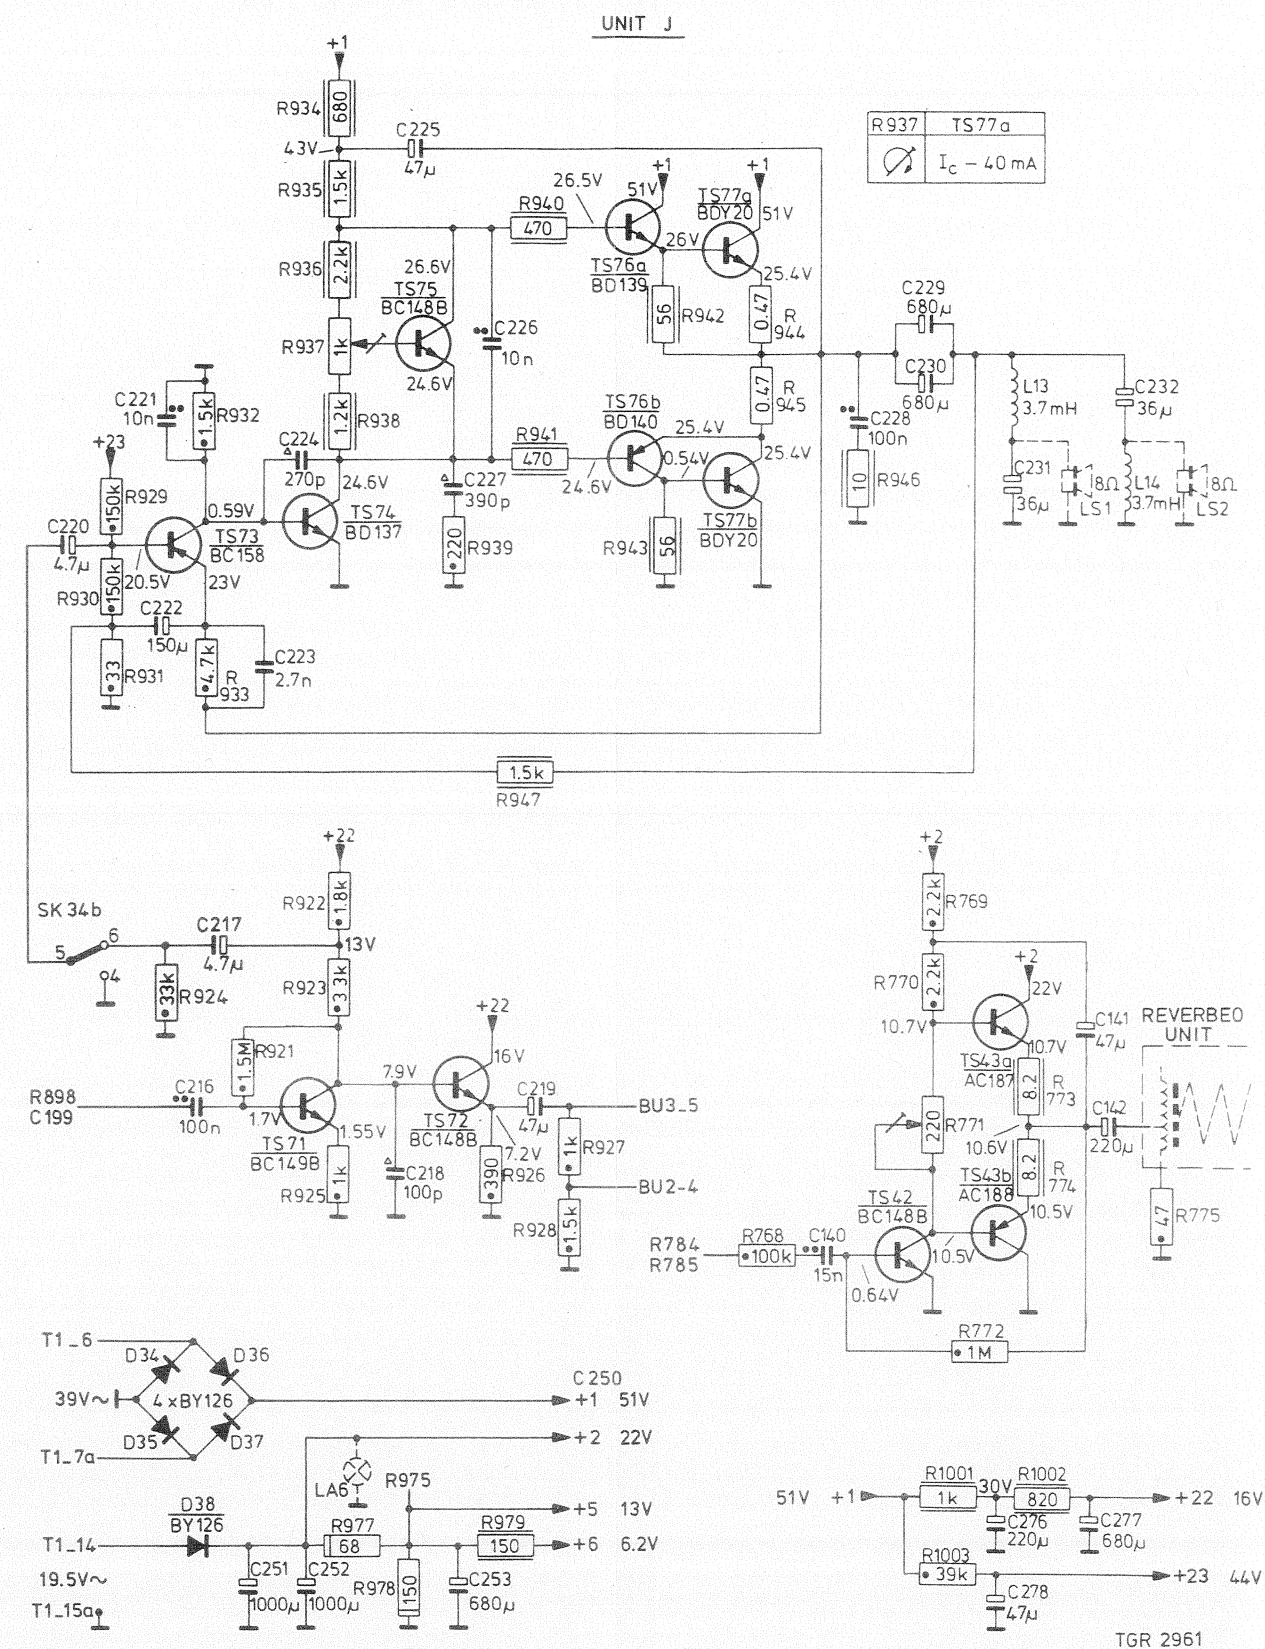 UNIT J
+1
R934
680
43V
C225
47µ
R937
TS77a
Ic – 40mA
R935
1.5k
26.5V
R940
470
+1
51V
+1
TS77a
BDY20
51V
R936
2.2k
26.6V
TS75
BC148B
TS76a
BD139
26V
25.4V
56
R942
0.47
R
944
C229
680µ
R937
1k
C226
10n
24.6V
C221
10n
1.5k
R932
R938
1.2k
C230
680µ
TS76b
BD140
0.47
R
945
L13
3.7mH
C232
36µ
C228
100n
+23
C224
270p
R941
470
25.4V
25.4V
24.6V
0.54V
C227
390p
24.6V
10
R946
C231
36µ
8Ω
LS1
L14
3.7mH
8Ω
LS2
R929
150k
0.59V
TS74
BD137
TS77b
BDY20
C220
4.7µ
TS73
BC158
220
R939
R943
56
20.5V
23V
R930
150k
C222
150µ
33
R931
4.7k
R
933
C223
2.7n
1.5k
R947
+22
+2
R922
1.8k
2.2k
R769
SK34b
6
5
4
C217
4.7µ
13V
33k
R924
R923
3.3k
R770
2.2k
+2
22V
+22
10.7V
C141
47µ
REVERBEO
UNIT
1.5M
R921
16V
10.7V
TS43a
AC187
8.2
R
773
R898
C199
C216
100n
7.9V
C219
47µ
BU3_5
1.7V
TS71
BC149B
1.55V
TS72
BC148B
7.2V
220
R771
10.6V
C142
220µ
R925
1k
C218
100p
390
R926
1k
R927
BU2-4
8.2
R
774
TS43b
AC188
10.5V
R928
1.5k
TS42
BC148B
47
R775
R784
R785
R768
100k
C140
15n
10.5V
0.64V
R772
1M
T1_6
D34
D36
39V~
4xBY126
C250
+1 51V
D35
D37
T1_7a
+2 22V
LA6
R975
+5 13V
D38
BY126
T1_14
R977
68
R979
150
+6 6.2V
19.5V~
C251
1000µ
C252
1000µ
R978
150
C253
680µ
T1_15a
51V +1
R1001
1k
30V
R1002
820
+22 16V
C276
220µ
C277
680µ
R1003
39k
+23 44V
C278
47µ
TGR 2961